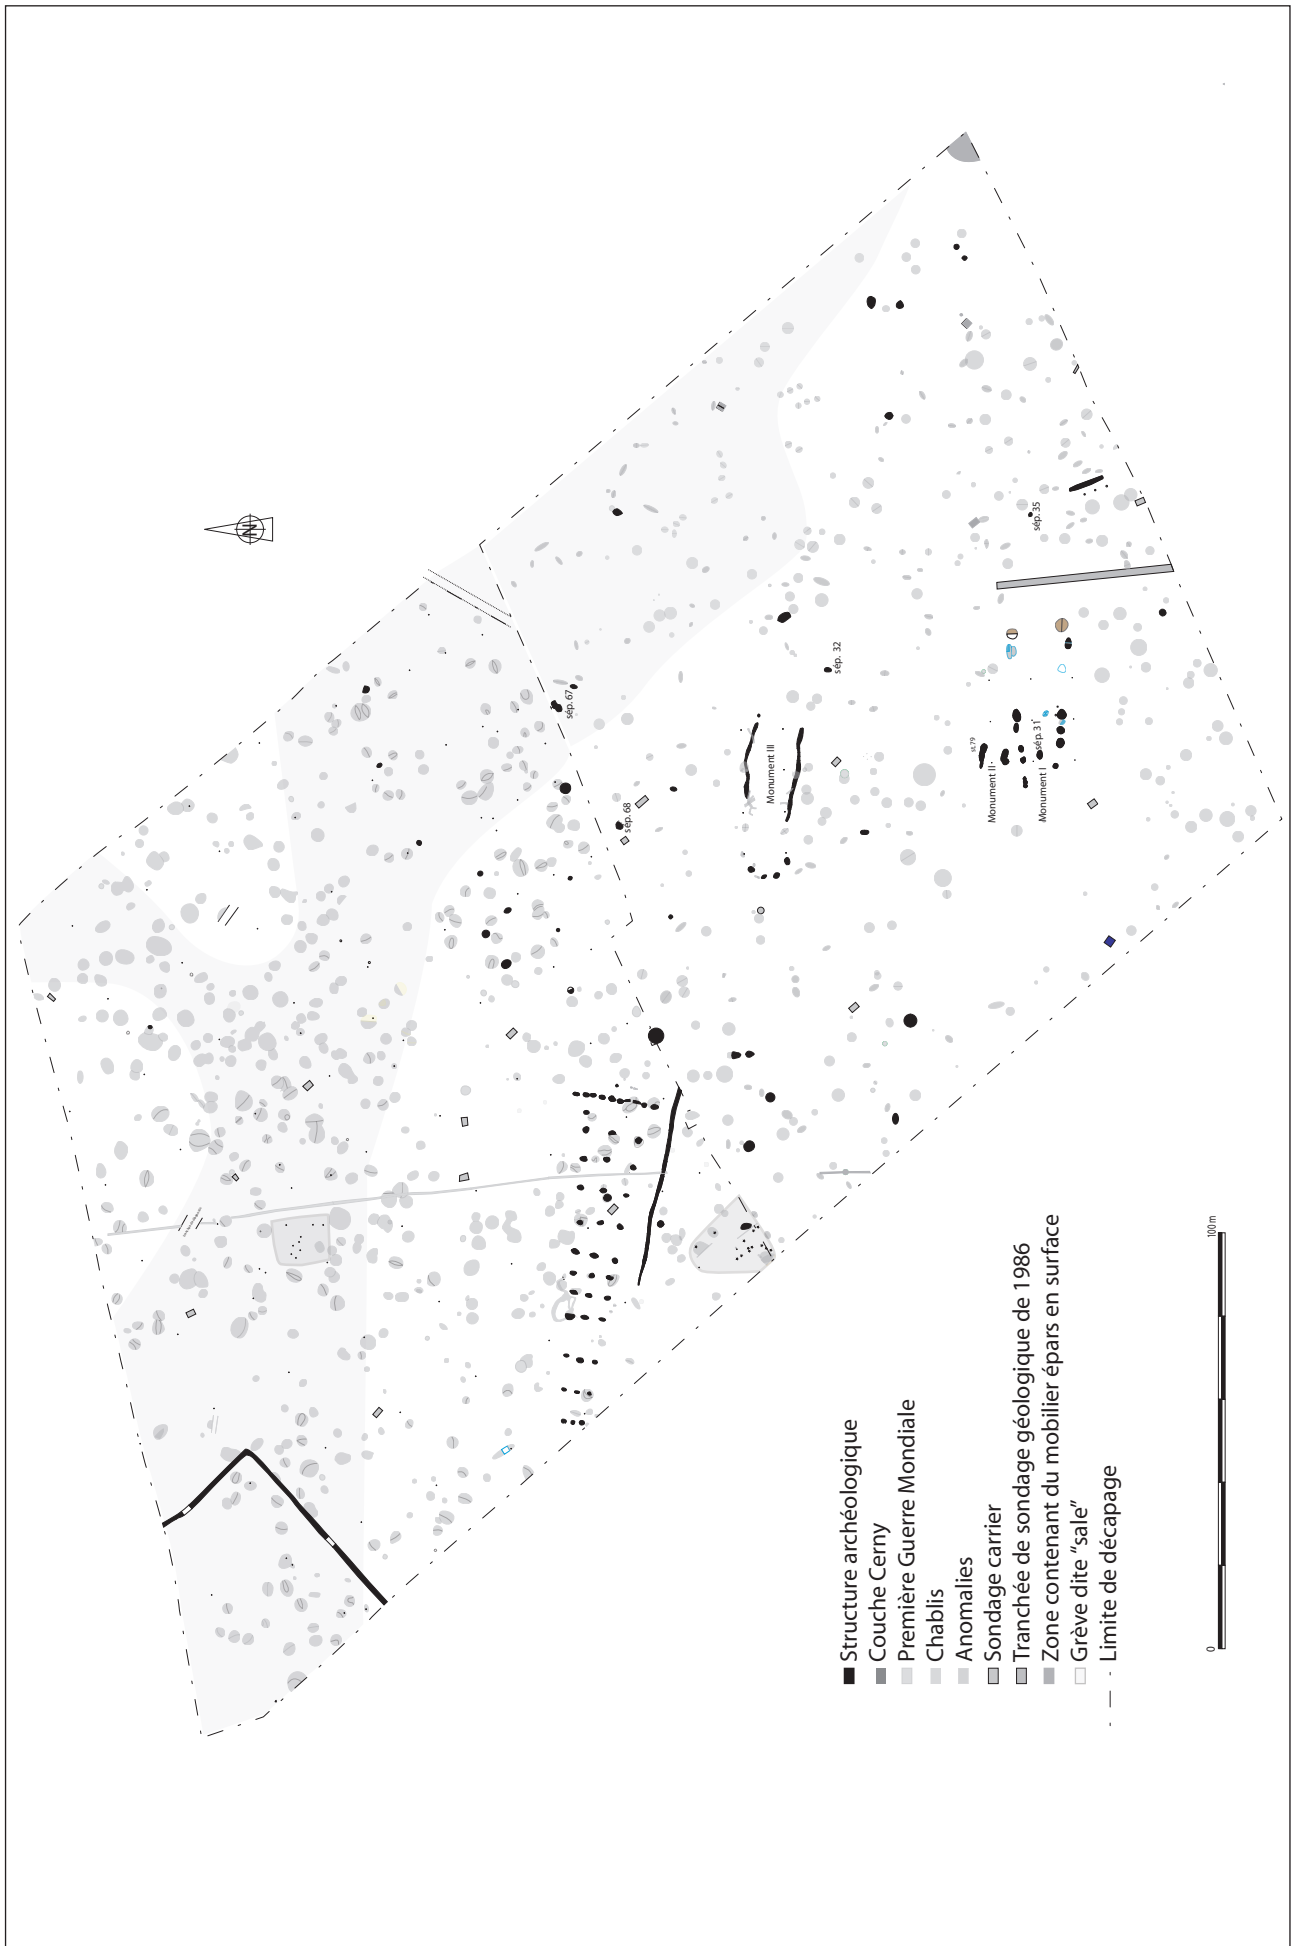 N
sép. 67
sép. 68
sép. 32
sép. 35
Monument III
st.79
Monument II
sép.31
Monument I
Structure archéologique
Couche Cerny
Première Guerre Mondiale
Chablis
Anomalies
Sondage carrier
Tranchée de sondage géologique de 1986
Zone contenant du mobilier épars en surface
Grève dite “sale”
Limite de décapage
0
100 m